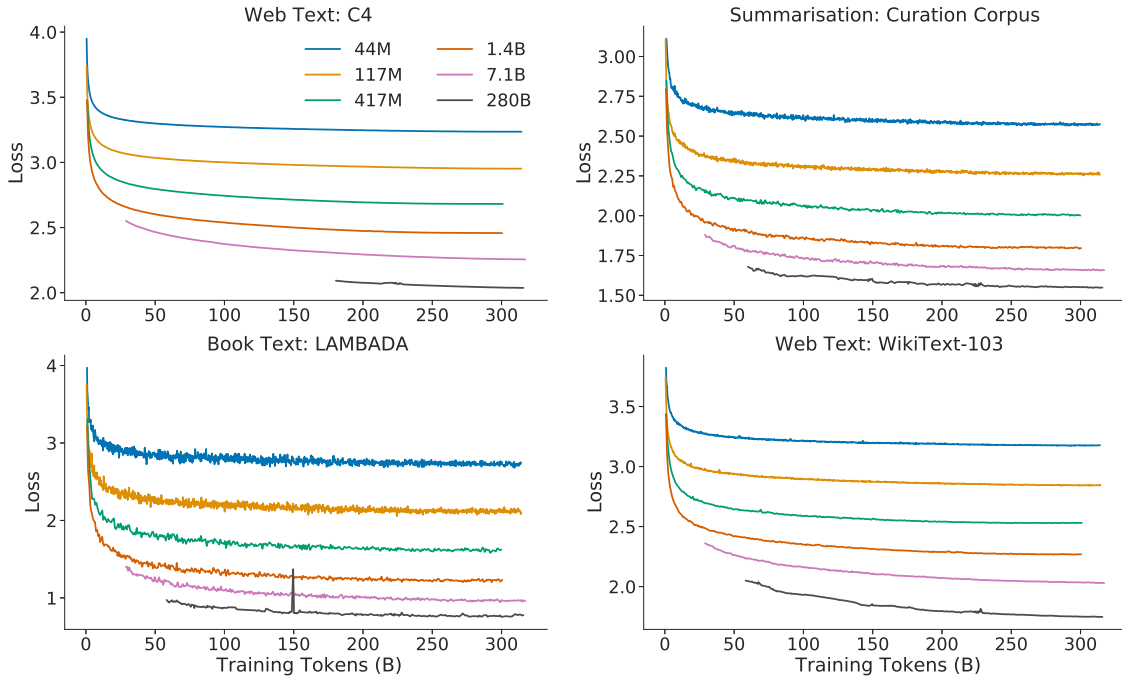 Web Text: C4
4.0
3.5
3.0
2.5
2.0
Loss
44M
117M
417M
1.4B
7.1B
280B
0 50 100 150 200 250 300
Summarisation: Curation Corpus
3.00
2.75
2.50
2.25
2.00
1.75
1.50
Loss
0 50 100 150 200 250 300
Book Text: LAMBADA
4
3
2
1
Loss
0 50 100 150 200 250 300
Training Tokens (B)
Web Text: WikiText-103
3.5
3.0
2.5
2.0
Loss
0 50 100 150 200 250 300
Training Tokens (B)